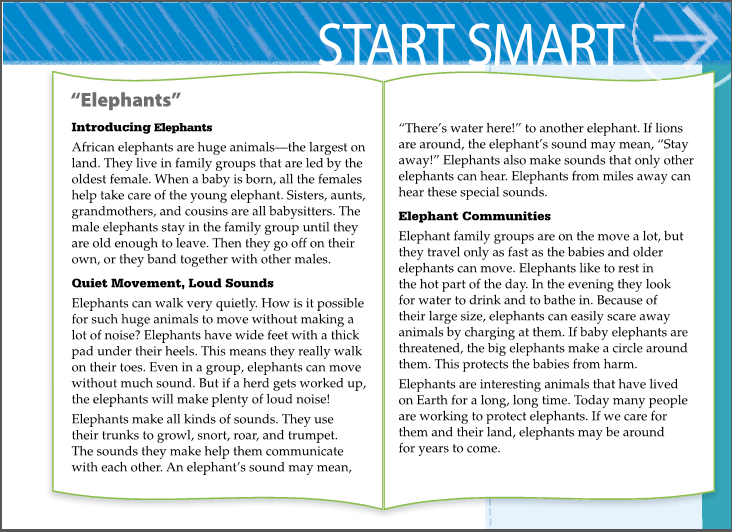 START SMART
“Elephants”
Introducing Elephants
African elephants are huge animals—the largest on
land. They live in family groups that are led by the
oldest female. When a baby is born, all the females
help take care of the young elephant. Sisters, aunts,
grandmothers, and cousins are all babysitters. The
male elephants stay in the family group until they
are old enough to leave. Then they go off on their
own, or they band together with other males.
Quiet Movement, Loud Sounds
Elephants can walk very quietly. How is it possible
for such huge animals to move without making a
lot of noise? Elephants have wide feet with a thick
pad under their heels. This means they really walk
on their toes. Even in a group, elephants can move
without much sound. But if a herd gets worked up,
the elephants will make plenty of loud noise!
Elephants make all kinds of sounds. They use
their trunks to growl, snort, roar, and trumpet.
The sounds they make help them communicate
with each other. An elephant’s sound may mean,
“There’s water here!” to another elephant. If lions
are around, the elephant’s sound may mean, “Stay
away!” Elephants also make sounds that only other
elephants can hear. Elephants from miles away can
hear these special sounds.
Elephant Communities
Elephant family groups are on the move a lot, but
they travel only as fast as the babies and older
elephants can move. Elephants like to rest in
the hot part of the day. In the evening they look
for water to drink and to bathe in. Because of
their large size, elephants can easily scare away
animals by charging at them. If baby elephants are
threatened, the big elephants make a circle around
them. This protects the babies from harm.
Elephants are interesting animals that have lived
on Earth for a long, long time. Today many people
are working to protect elephants. If we care for
them and their land, elephants may be around
for years to come.